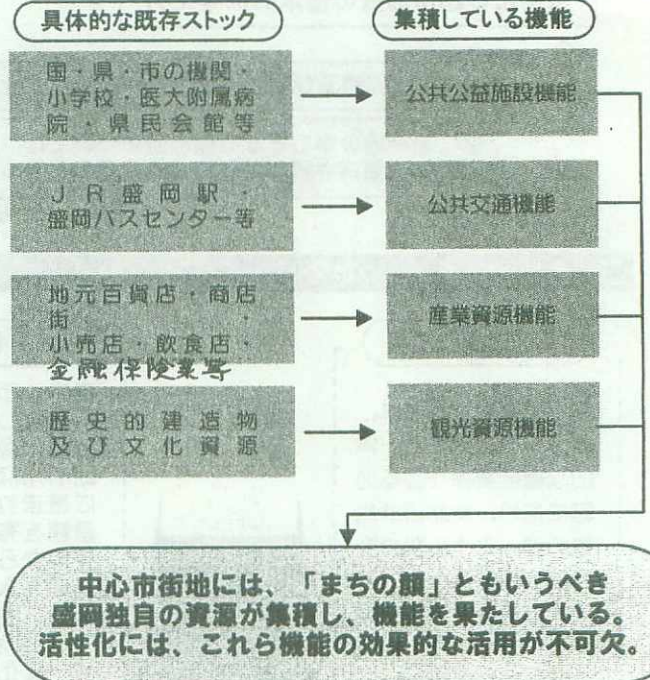 具体的な既存ストック
集積している機能
国・県・市の機関・
小学校・医大附属病
院・県民会館等
公共公益施設機能
JR盛岡駅・
盛岡バスセンター等
公共交通機能
地元百貨店・商店
街・
小売店・飲食店・
金融保険業等
産業資源機能
歴史的建造物
及び文化資源
観光資源機能
中心市街地には、「まちの顔」ともいうべき
盛岡独自の資源が集積し、機能を果たしている。
活性化には、これら機能の効果的な活用が不可欠。